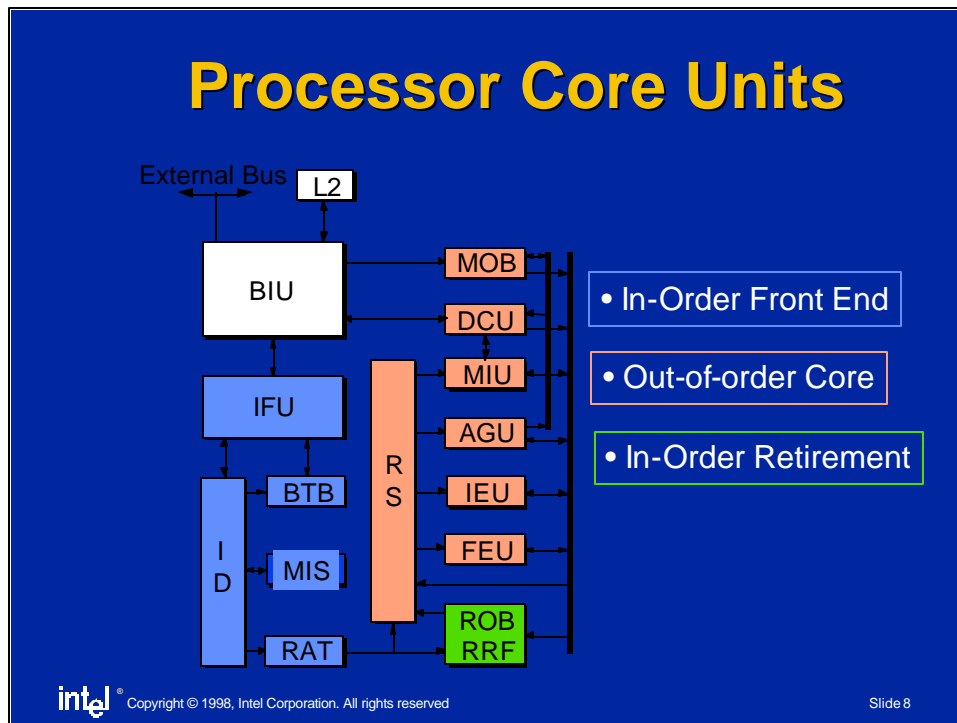 Processor Core Units
External Bus
L2
BIU
MOB
DCU
MIU
IFU
AGU
R
S
BTB
IEU
I
D
MIS
FEU
ROB
RRF
RAT
• In-Order Front End
• Out-of-order Core
• In-Order Retirement
intel ® Copyright © 1998, Intel Corporation. All rights reserved
Slide 8